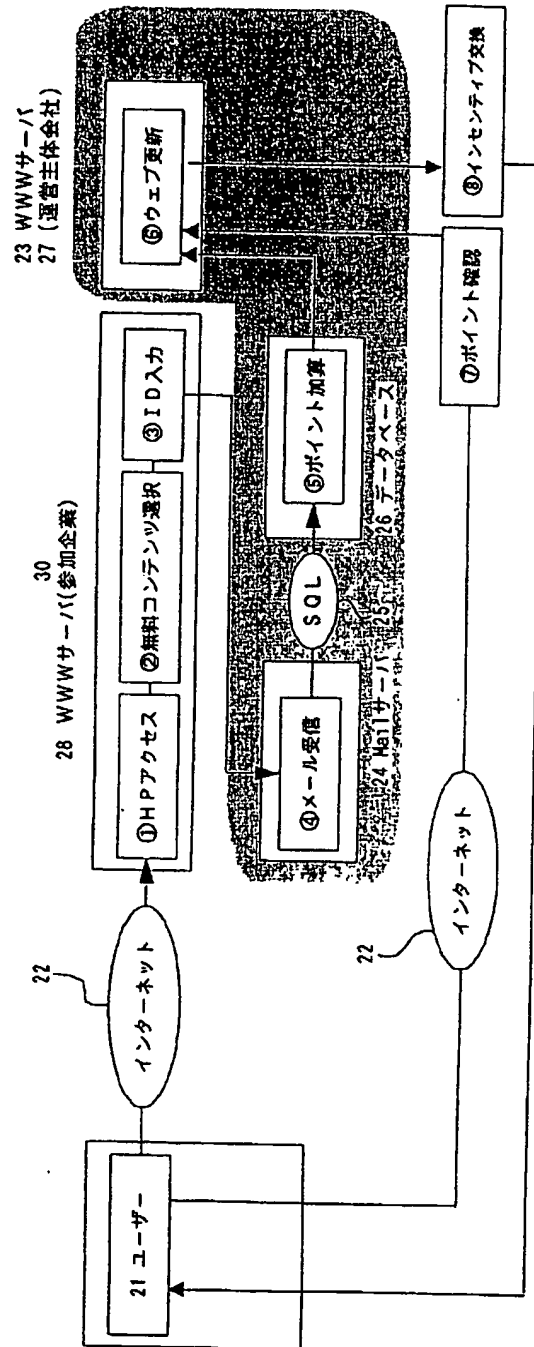 23 WWWサーバ
27 (運営主体会社)
30
28 WWWサーバ(参加企業)
⑥ウェブ更新
①HPアクセス
②無料コンテンツ選択
③ID入力
22
インターネット
21 ユーザー
④メール受信
SQL
⑤ポイント加算
24 Mailサーバ
25
26 データベース
22
インターネット
⑦ポイント確認
⑧インセンティブ交換